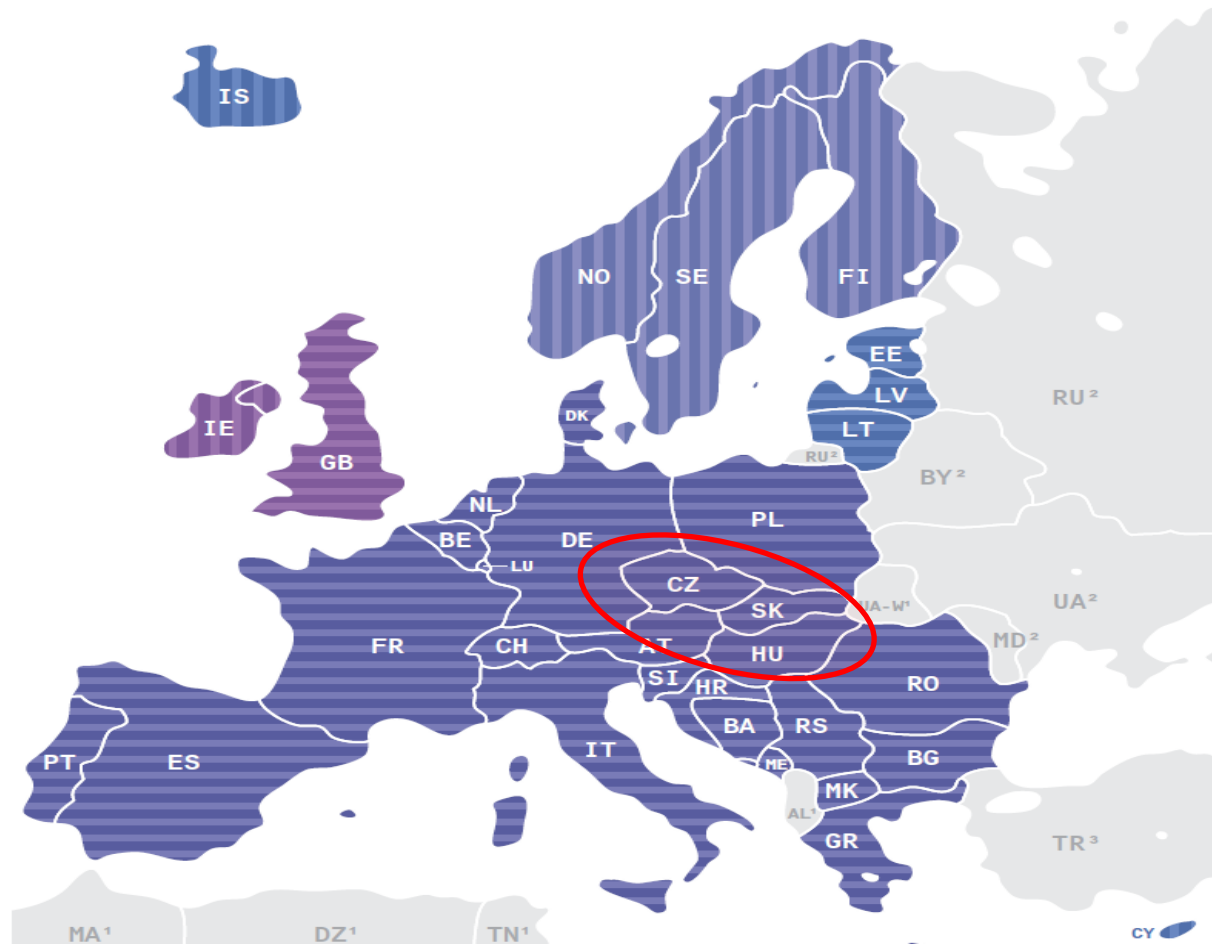 IS
NO
SE
FI
EE
LV
LT
RU²
RU²
BY²
IE
GB
DK
NL
BE
LU
DE
PL
CZ
SK
UA-W¹
UA²
MD²
FR
CH
AT
HU
SI
HR
RO
BA
RS
ME
BG
MK
AL¹
GR
TR³
PT
ES
IT
MA¹
DZ¹
TN¹
CY